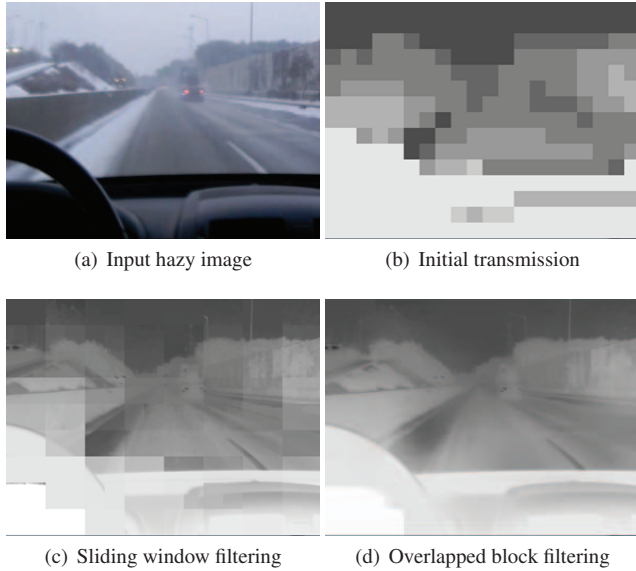 (a) Input hazy image
(b) Initial transmission
(c) Sliding window filtering
(d) Overlapped block filtering